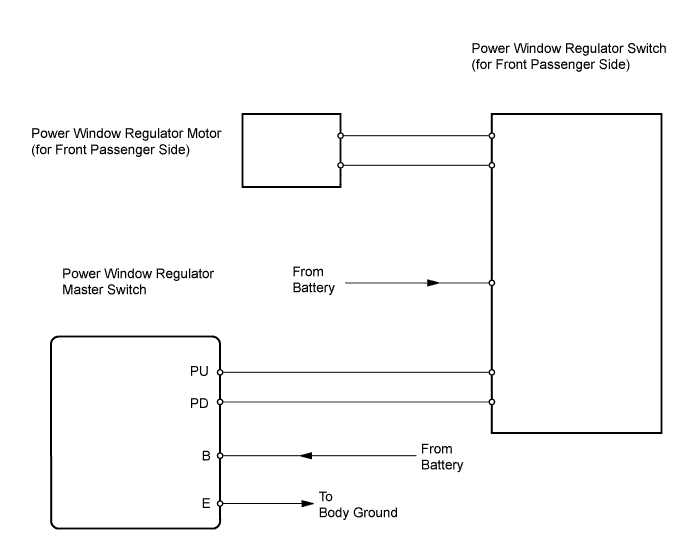 Power Window Regulator Switch
(for Front Passenger Side)
Power Window Regulator Motor
(for Front Passenger Side)
From
Battery
Power Window Regulator
Master Switch
PU
PD
B
From
Battery
E
To
Body Ground